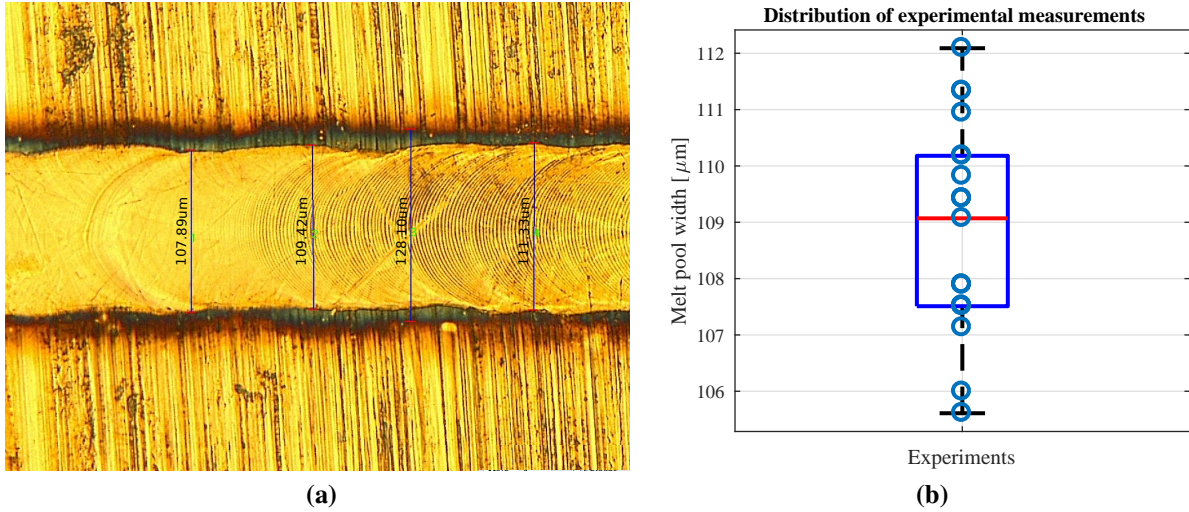 107.89um
109.42um
128.10um
111.33um
(a)
Distribution of experimental measurements
Melt pool width [μm]
112
111
110
109
108
107
106
Experiments
(b)